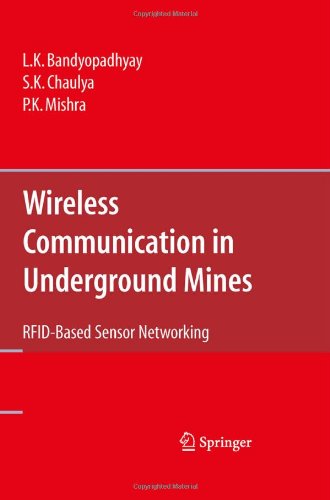 L.K. Bandyopadhyay
S.K. Chaulya
P.K. Mishra
Wireless
Communication in
Underground Mines
RFID-Based Sensor Networking
Springer